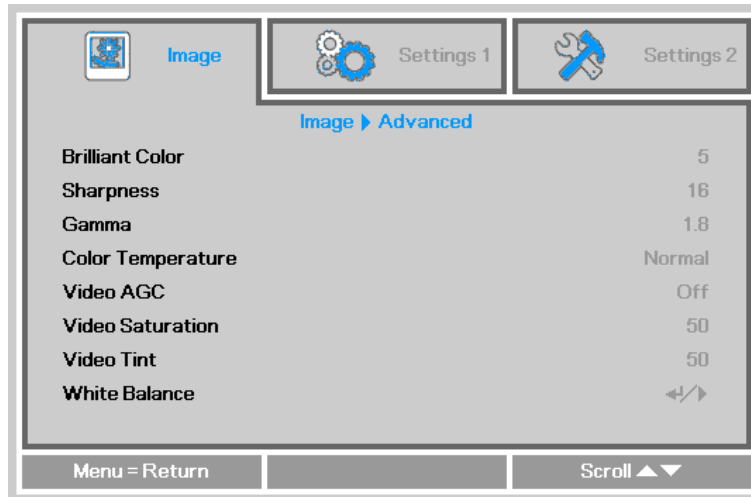 Image Settings 1 Settings 2
Image ▶ Advanced
Brilliant Color 5
Sharpness 16
Gamma 1.8
Color Temperature Normal
Video AGC Off
Video Saturation 50
Video Tint 50
White Balance ↵/▶
Menu = Return Scroll ▲▼